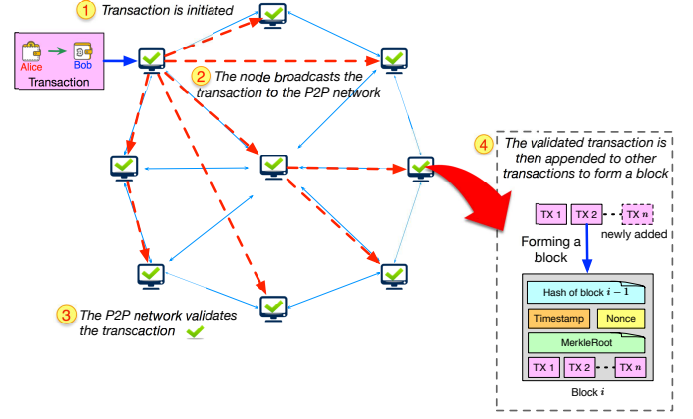 1 Transaction is initiated
Alice
Bob
Transaction
2 The node broadcasts the
transaction to the P2P network
3 The P2P network validates
the transcaction
4 The validated transaction is
then appended to other
transactions to form a block
TX 1 TX 2 TX n
newly added
Forming a
block
Hash of block i − 1
Timestamp Nonce
MerkleRoot
TX 1 TX 2 TX n
Block i